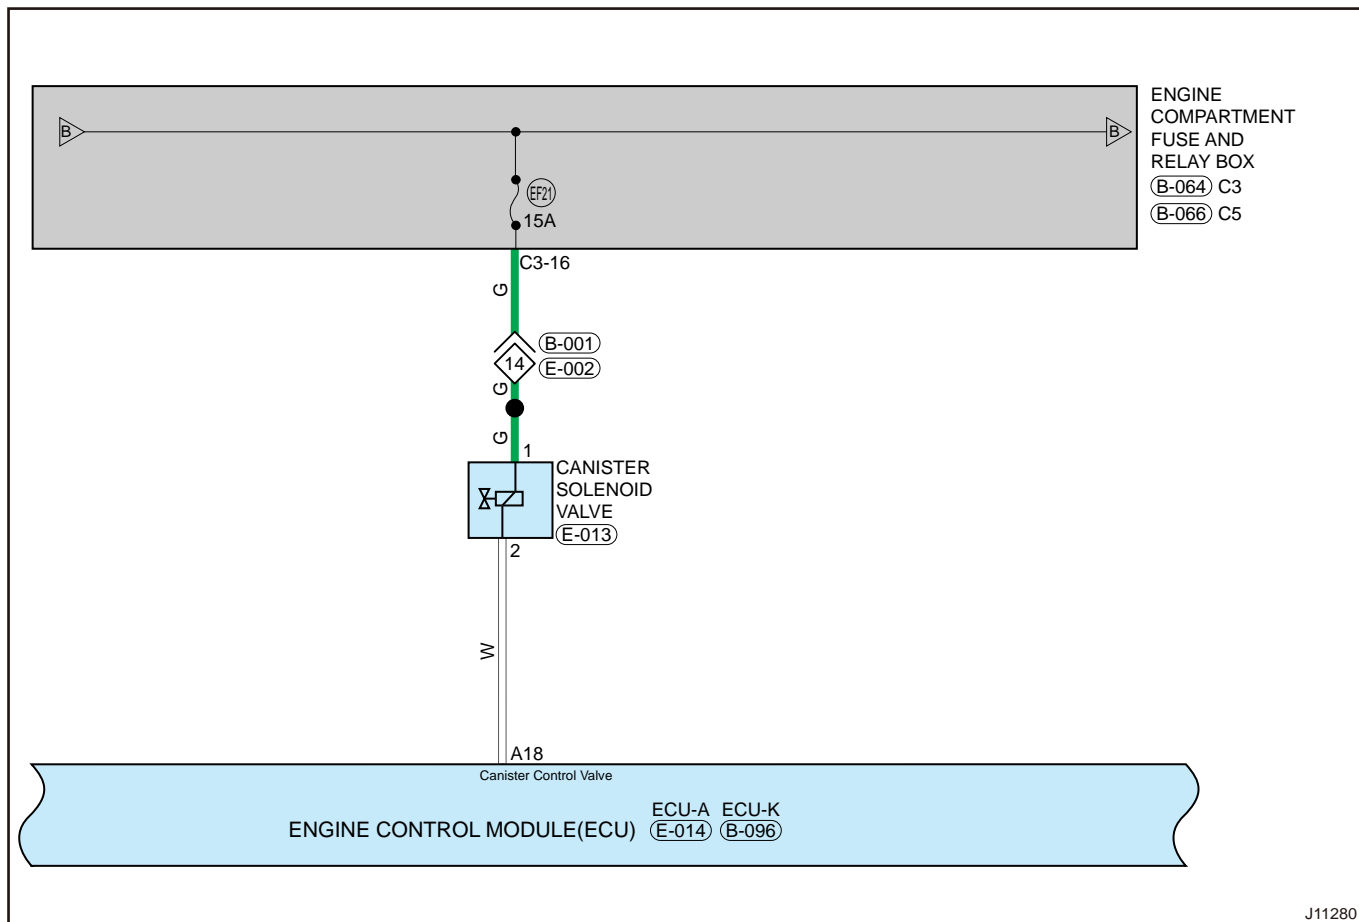 ENGINE
COMPARTMENT
FUSE AND
RELAY BOX
B-064 C3
B-066 C5
B
B
EF21
15A
C3-16
G
14
B-001
E-002
G
G
1
CANISTER
SOLENOID
VALVE
E-013
2
W
A18
Canister Control Valve
ECU-A ECU-K
ENGINE CONTROL MODULE(ECU) E-014 B-096
J11280